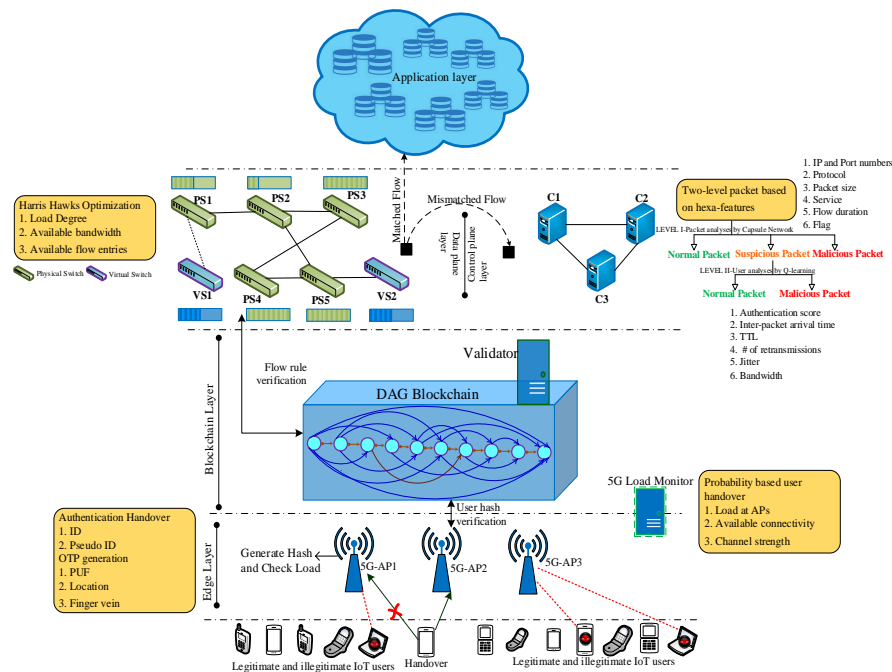 Application layer
Harris Hawks Optimization
1. Load Degree
2. Available bandwidth
3. Available flow entries
Physical Switch
Virtual Switch
PS1
PS2
PS3
VS1
PS4
PS5
VS2
Matched Flow
Mismatched Flow
Data plane
layer
Control plane
layer
C1
C2
C3
Two-level packet based
on hexa-features
1. IP and Port numbers
2. Protocol
3. Packet size
4. Service
5. Flow duration
6. Flag
LEVEL I-Packet analyses by Capsule Network
Normal Packet
Suspicious Packet
Malicious Packet
LEVEL II-User analyses by Q-learning
Normal Packet
Malicious Packet
1. Authentication score
2. Inter-packet arrival time
3. TTL
4. # of retransmissions
5. Jitter
6. Bandwidth
Blockchain Layer
Flow rule
verification
Validator
DAG Blockchain
User hash
verification
5G Load Monitor
Probability based user
handover
1. Load at APs
2. Available connectivity
3. Channel strength
Authentication Handover
1. ID
2. Pseudo ID
OTP generation
1. PUF
2. Location
3. Finger vein
Edge Layer
Generate Hash
and Check Load
5G-AP1
5G-AP2
5G-AP3
Legitimate and illegitimate IoT users
Handover
Legitimate and illegitimate IoT users